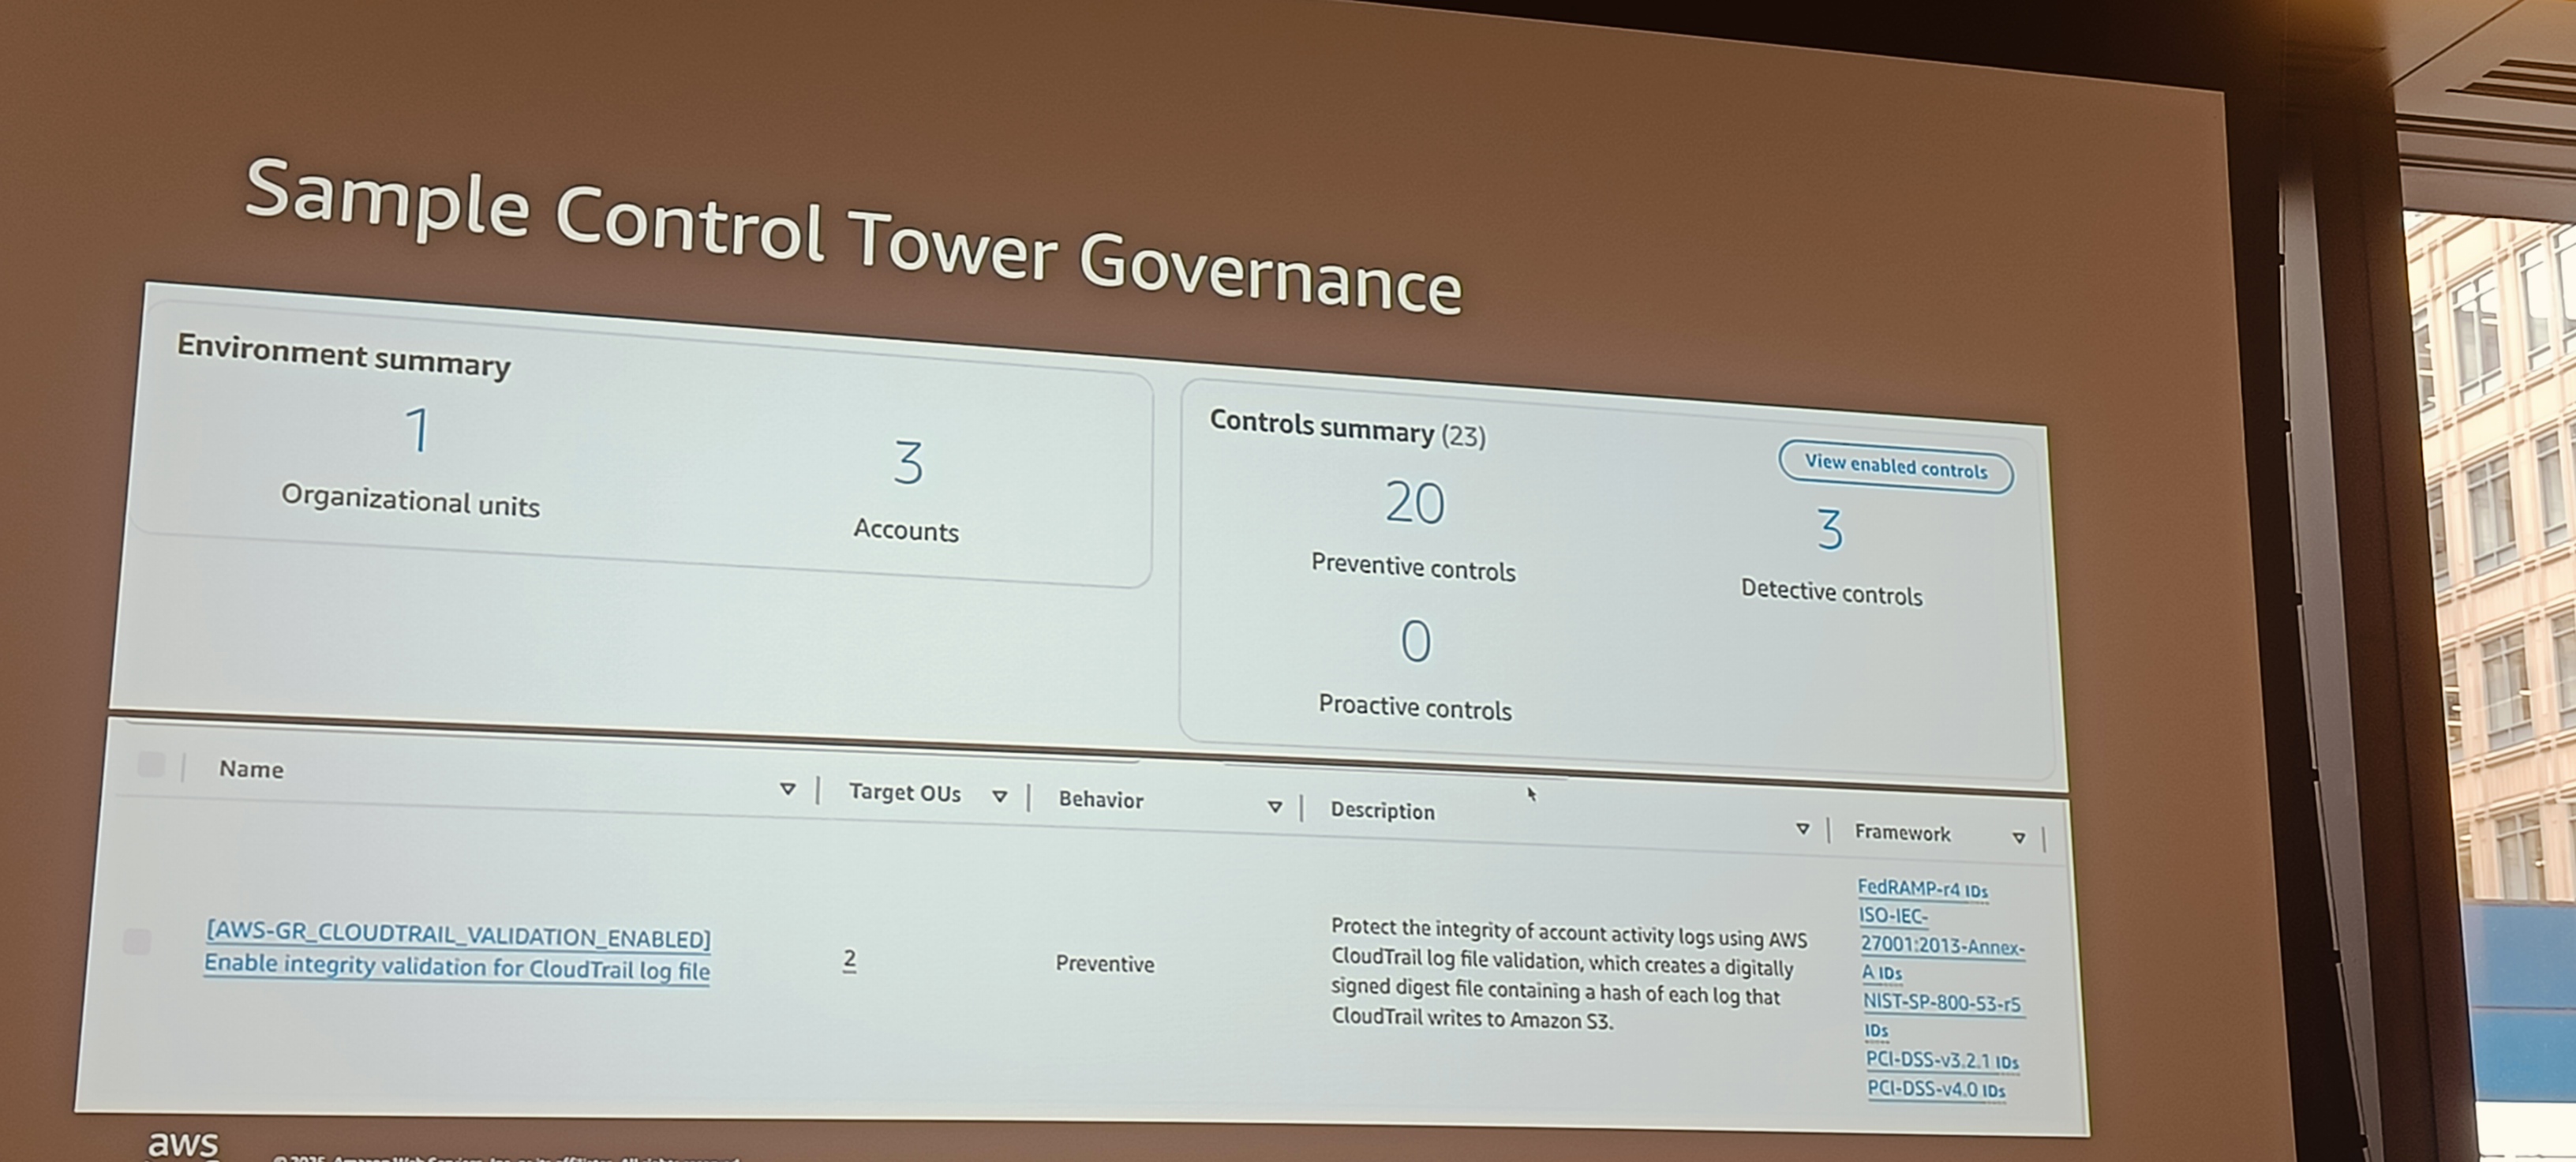 Sample Control Tower Governance
Environment summary
1
Organizational units
3
Accounts
Controls summary (23)
View enabled controls
20
Preventive controls
3
Detective controls
0
Proactive controls
Name
Target OUs
Behavior
Description
Framework
[AWS-GR_CLOUDTRAIL_VALIDATION_ENABLED]
Enable integrity validation for CloudTrail log file
2
Preventive
Protect the integrity of account activity logs using AWS
CloudTrail log file validation, which creates a digitally
signed digest file containing a hash of each log that
CloudTrail writes to Amazon S3.
FedRAMP-r4 IDs
ISO-IEC-
27001:2013-Annex-
A IDs
NIST-SP-800-53-r5
IDs
PCI-DSS-v3.2.1 IDs
PCI-DSS-v4.0 IDs
aws